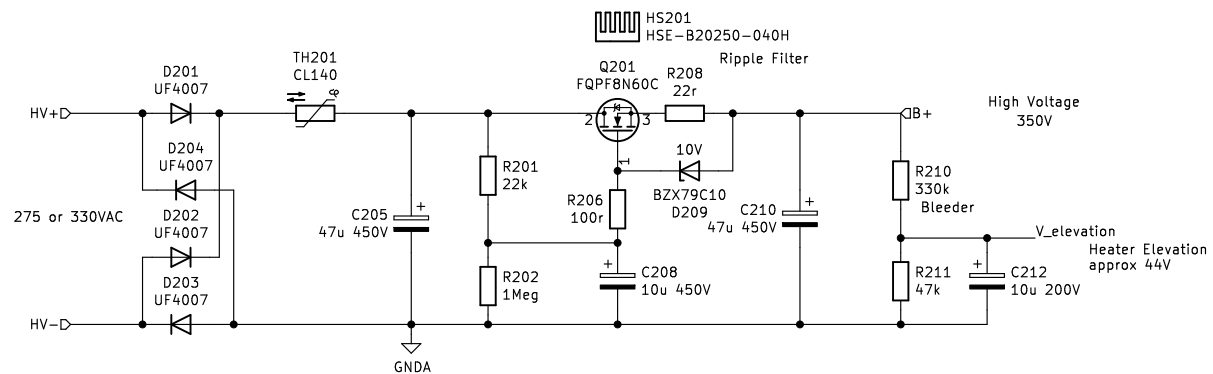 HS201
HSE-B20250-040H
Ripple Filter
TH201
CL140
Q201
FQPF8N60C
R208
22r
D201
UF4007
HV+
θ
2
3
B+
High Voltage
350V
D204
UF4007
1
10V
R201
22k
R206
100r
BZX79C10
D209
R210
330k
Bleeder
275 or 330VAC
D202
UF4007
C205
47u 450V
+
C210
47u 450V
+
V_elevation
Heater Elevation
approx 44V
D203
UF4007
R202
1Meg
+
C208
10u 450V
R211
47k
+
C212
10u 200V
HV-
GNDA